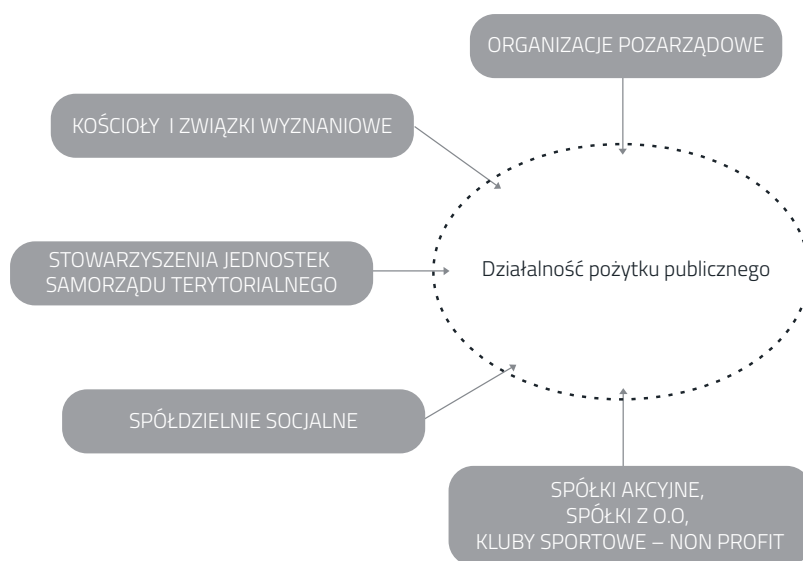 ORGANIZACJE POZARZĄDOWE
KOŚCIOŁY I ZWIĄZKI WYZNANIOWE
STOWARZYSZENIA JEDNOSTEK
SAMORZĄDU TERYTORIALNEGO
Działalność pożytku publicznego
SPÓŁDZIELNIE SOCJALNE
SPÓŁKI AKCYJNE,
SPÓŁKI Z O.O,
KLUBY SPORTOWE – NON PROFIT